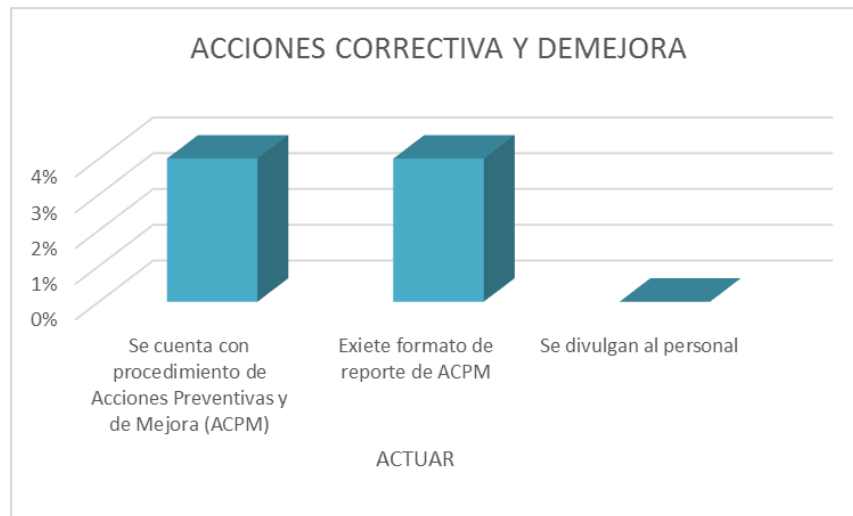 ACCIONES CORRECTIVA Y DEMEJORA
4%
3%
2%
1%
0%
Se cuenta con
procedimiento de
Acciones Preventivas y
de Mejora (ACPM)
Exiete formato de
reporte de ACPM
Se divulgan al personal
ACTUAR